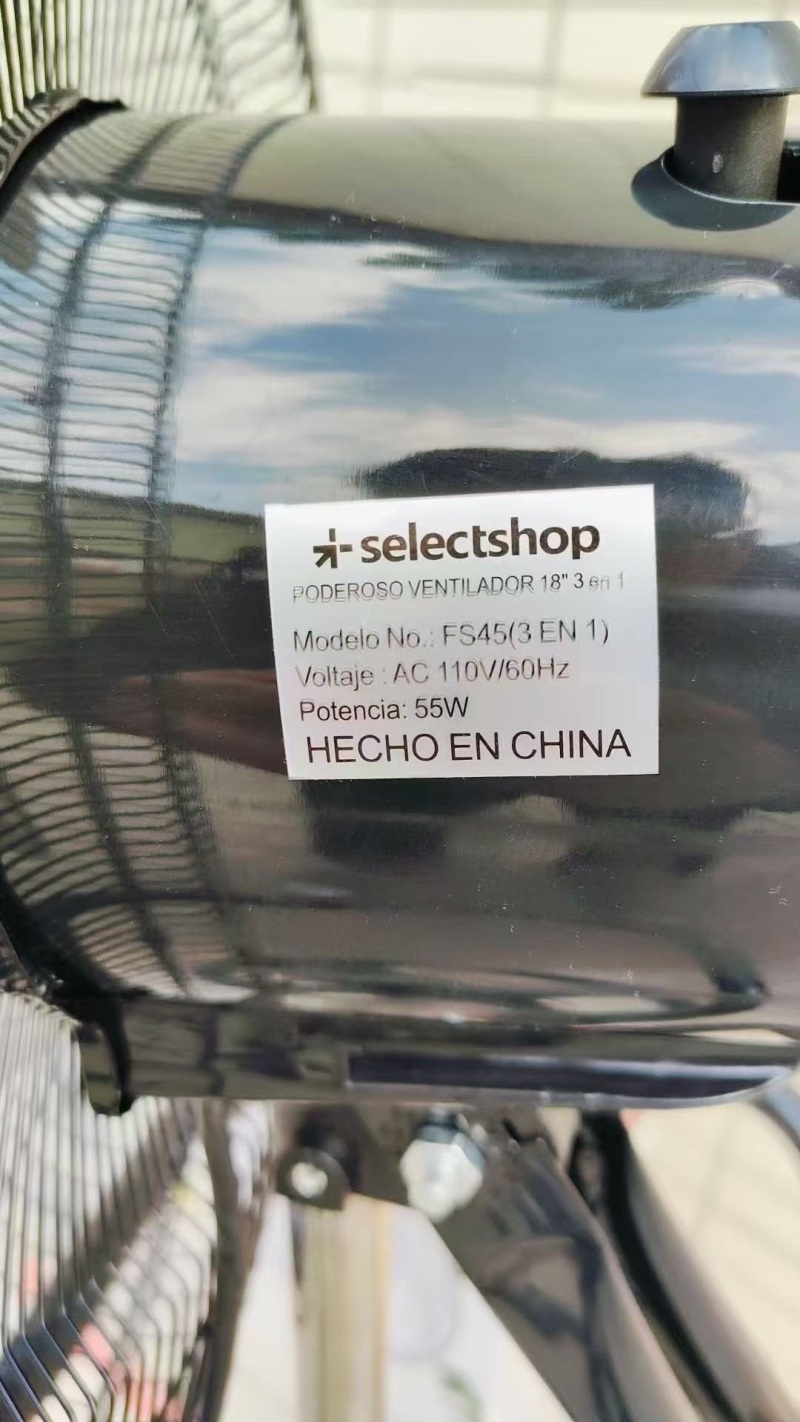 selectshop
PODEROSO VENTILADOR 18" 3 en 1
Modelo No.: FS45(3 EN 1)
Voltaje : AC 110V/60Hz
Potencia: 55W
HECHO EN CHINA